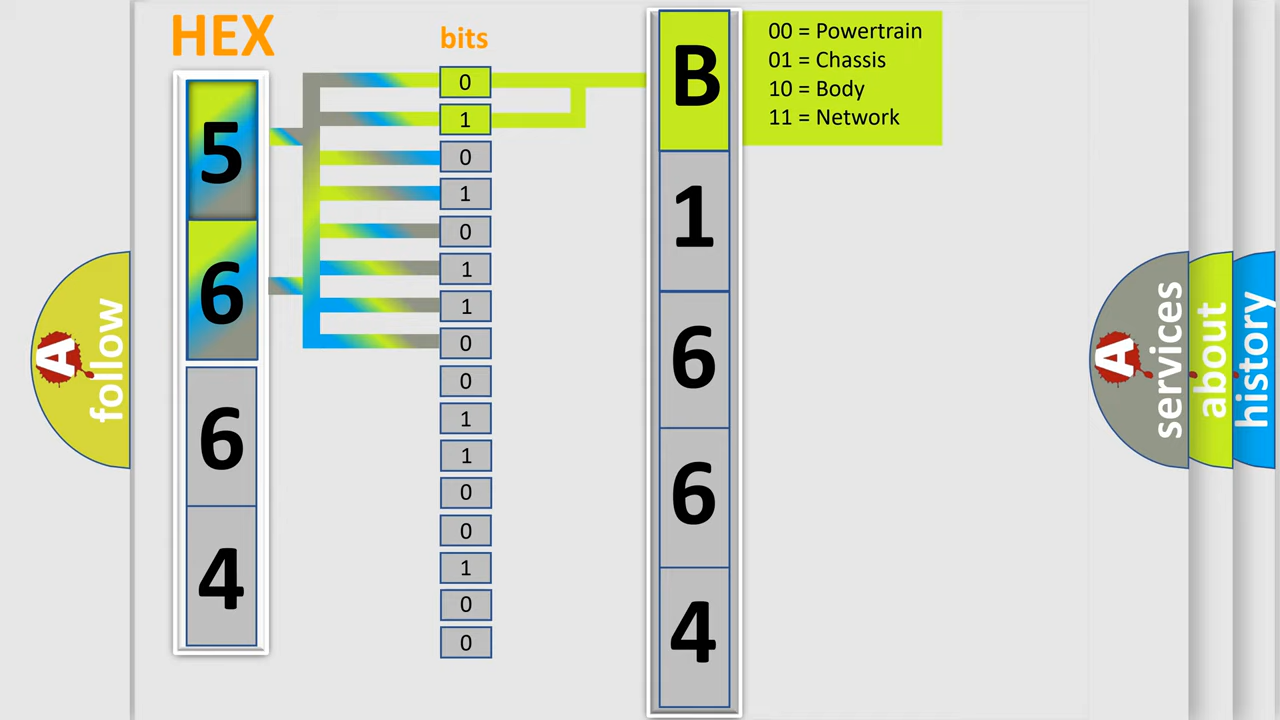 HEX
bits
5
6
6
4
0
1
0
1
0
1
1
0
0
1
1
0
0
1
0
0
B
1
6
6
4
00 = Powertrain
01 = Chassis
10 = Body
11 = Network
A
follow
A
services
about
history